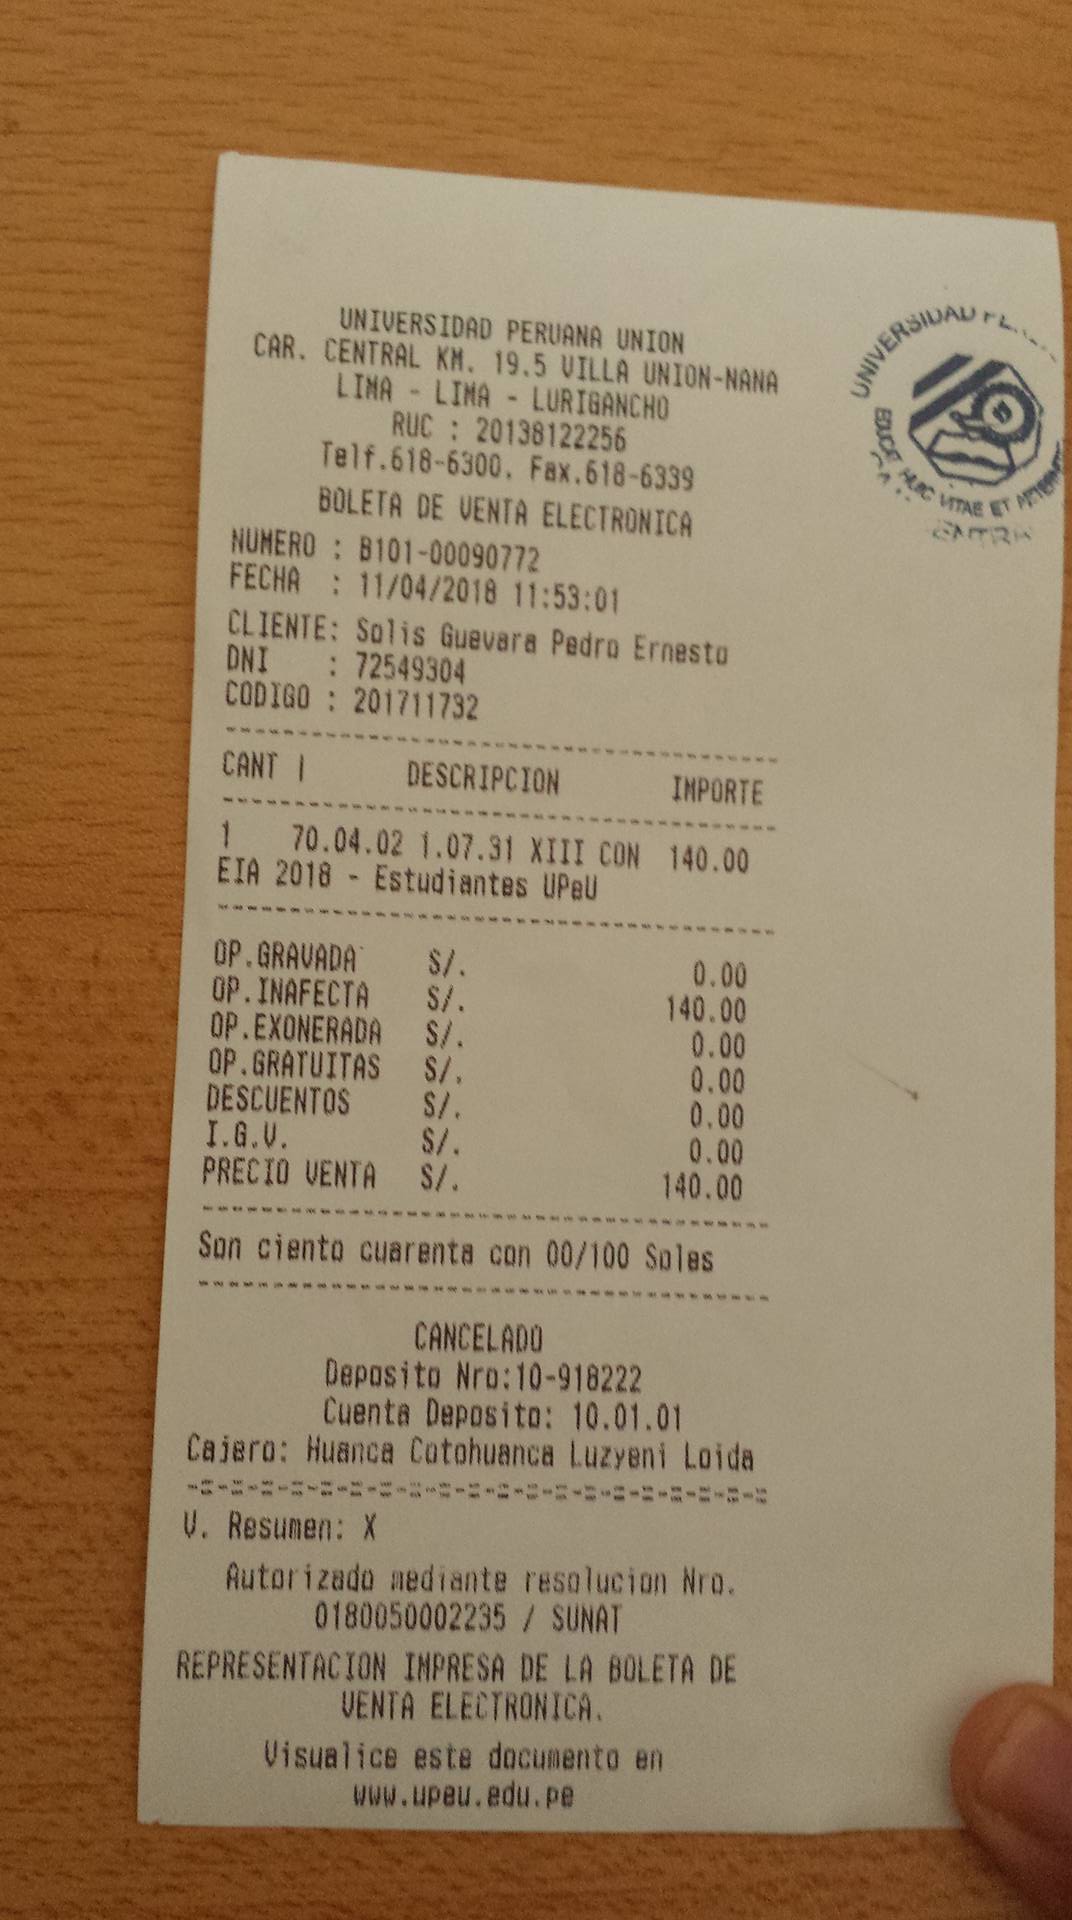 UNIVERSIDAD PERUANA UNION
CAR. CENTRAL KM. 19.5 VILLA UNION-NANA
LIMA - LIMA - LURIGANCHO
RUC : 20138122256
Telf.618-6300. Fax.618-6339
BOLETA DE VENTA ELECTRONICA
NUMERO : B101-00090772
FECHA : 11/04/2018 11:53:01
CLIENTE: Solis Guevara Pedro Ernesto
DNI : 72549304
CODIGO : 201711732
CANT | DESCRIPCION IMPORTE
1 70.04.02 1.07.31 XIII CON 140.00
EIA 2018 - Estudiantes UPeU
OP.GRAVADA S/. 0.00
OP.INAFECTA S/. 140.00
OP.EXONERADA S/. 0.00
OP.GRATUITAS S/. 0.00
DESCUENTOS S/. 0.00
I.G.V. S/. 0.00
PRECIO VENTA S/. 140.00
Son ciento cuarenta con 00/100 Soles
CANCELADO
Deposito Nro:10-918222
Cuenta Deposito: 10.01.01
Cajero: Huanca Cotohuanca Luzyeni Loida
-=-=-=-=-=-=-=-=-=-=-=-=-=-=-=-=-=-=-=-=
V. Resumen: X
Autorizado mediante resolucion Nro.
0180050002235 / SUNAT
REPRESENTACION IMPRESA DE LA BOLETA DE
VENTA ELECTRONICA.
Visualice este documento en
www.upeu.edu.pe
UNIVERSIDAD
HUIC VITAE ET